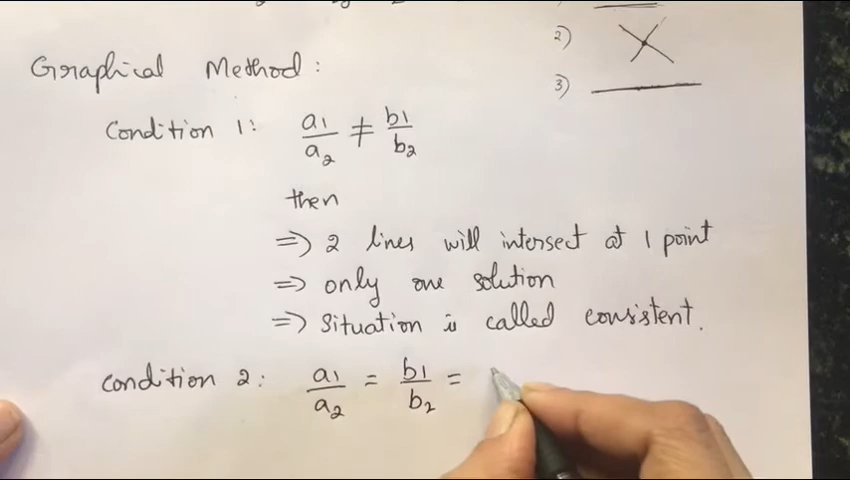 2)
Graphical Method :
3)
Condition 1: a1/a2 ≠ b1/b2
then
=> 2 lines will intersect at 1 point
=> only one solution
=> Situation is called consistent.
Condition 2: a1/a2 = b1/b2 =